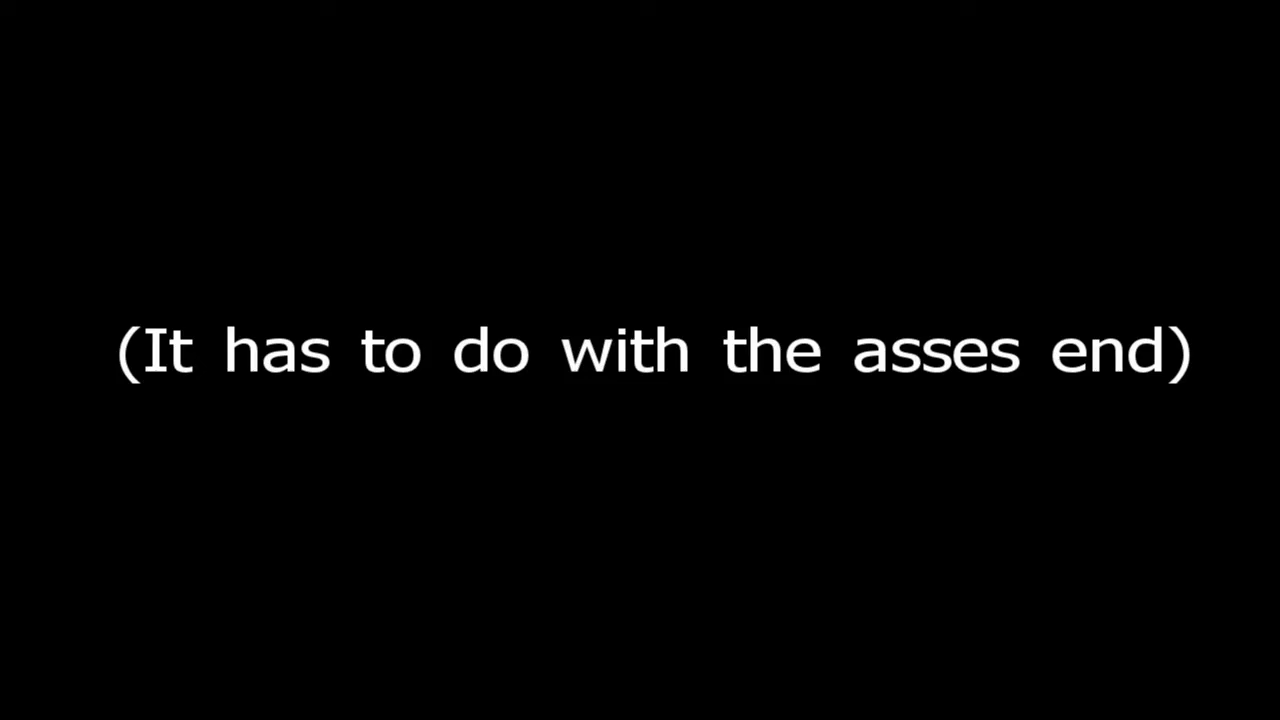 (It has to do with the asses end)